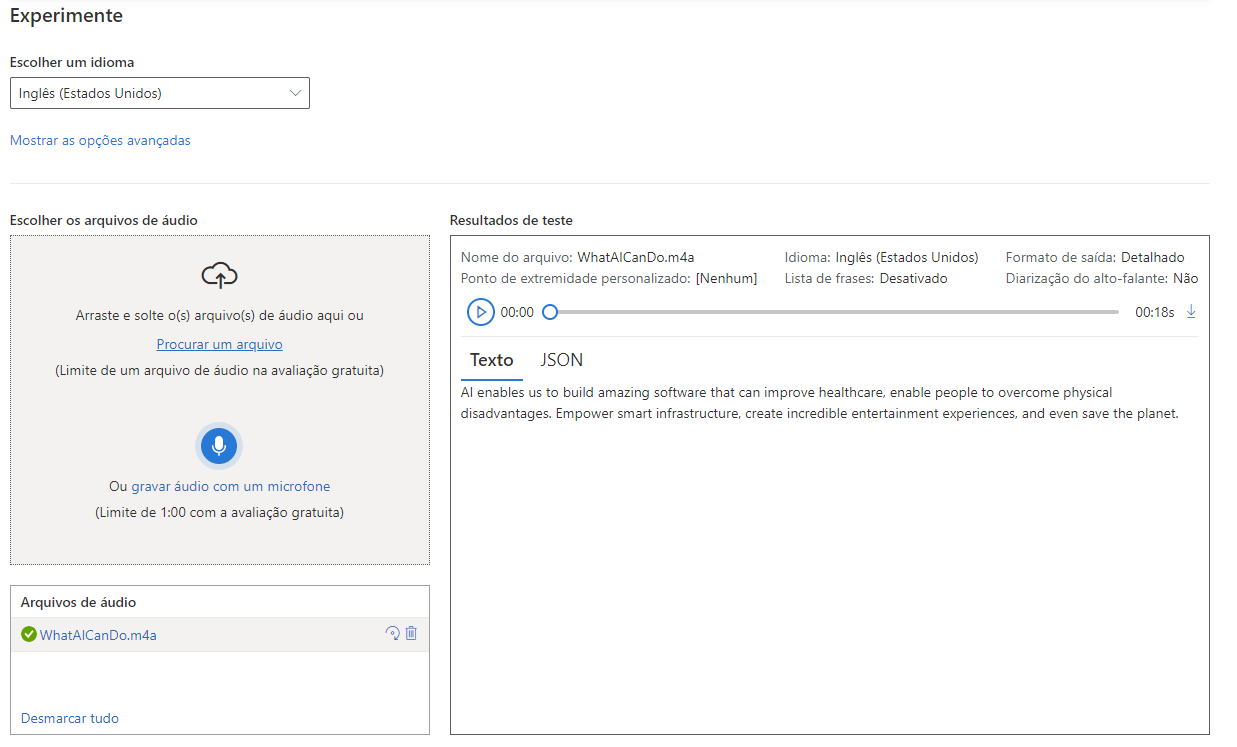 Experimente
Escolher um idioma
Inglês (Estados Unidos)
Mostrar as opções avançadas
Escolher os arquivos de áudio
Arraste e solte o(s) arquivo(s) de áudio aqui ou
Procurar um arquivo
(Limite de um arquivo de áudio na avaliação gratuita)
Ou gravar áudio com um microfone
(Limite de 1:00 com a avaliação gratuita)
Arquivos de áudio
WhatAICanDo.m4a
Desmarcar tudo
Resultados de teste
Nome do arquivo: WhatAICanDo.m4a Idioma: Inglês (Estados Unidos) Formato de saída: Detalhado
Ponto de extremidade personalizado: [Nenhum] Lista de frases: Desativado Diarização do alto-falante: Não
00:00 00:18s
Texto JSON
AI enables us to build amazing software that can improve healthcare, enable people to overcome physical
disadvantages. Empower smart infrastructure, create incredible entertainment experiences, and even save the planet.